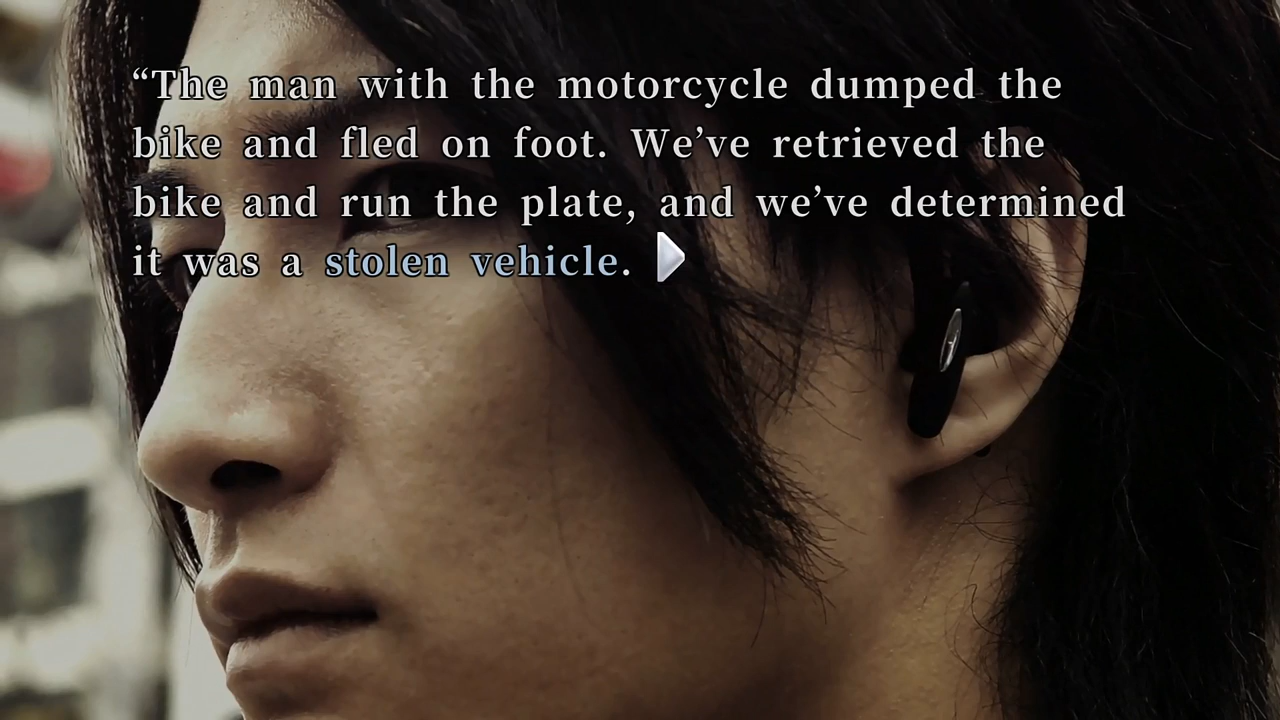 “The man with the motorcycle dumped the
bike and fled on foot. We’ve retrieved the
bike and run the plate, and we’ve determined
it was a stolen vehicle.